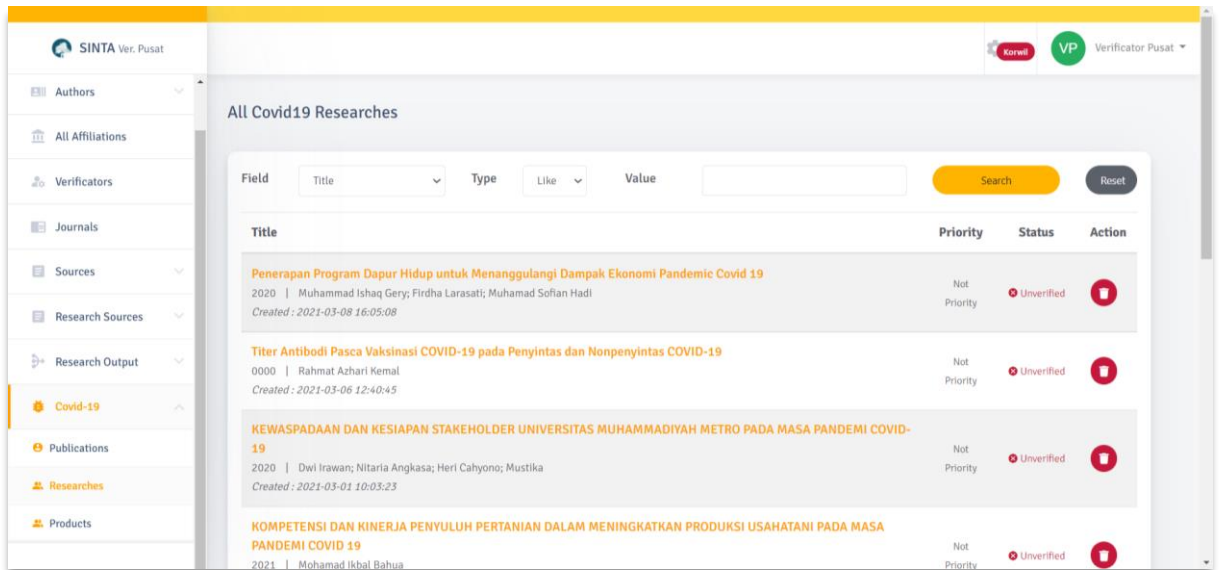 SINTA Ver. Pusat
Korwil
VP
Verificator Pusat
Authors
All Affiliations
Verificators
Journals
Sources
Research Sources
Research Output
Covid-19
Publications
Researches
Products
All Covid19 Researches
Field Title Type Like Value Search Reset
Title Priority Status Action
Penerapan Program Dapur Hidup untuk Menanggulangi Dampak Ekonomi Pandemic Covid 19
2020 | Muhammad Ishaq Gery; Firdha Larasati; Muhamad Sofian Hadi
Created : 2021-03-08 16:05:08
Not
Priority
Unverified
Titer Antibodi Pasca Vaksinasi COVID-19 pada Penyintas dan Nonpenyintas COVID-19
0000 | Rahmat Azhari Kemal
Created : 2021-03-06 12:40:45
Not
Priority
Unverified
KEWASPADAAN DAN KESIAPAN STAKEHOLDER UNIVERSITAS MUHAMMADIYAH METRO PADA MASA PANDEMI COVID-
19
2020 | Dwi Irawan; Nitaria Angkasa; Heri Cahyono; Mustika
Created : 2021-03-01 10:03:23
Not
Priority
Unverified
KOMPETENSI DAN KINERJA PENYULUH PERTANIAN DALAM MENINGKATKAN PRODUKSI USAHATANI PADA MASA
PANDEMI COVID 19
2021 | Mohamad Ikbal Bahua
Not
Priority
Unverified